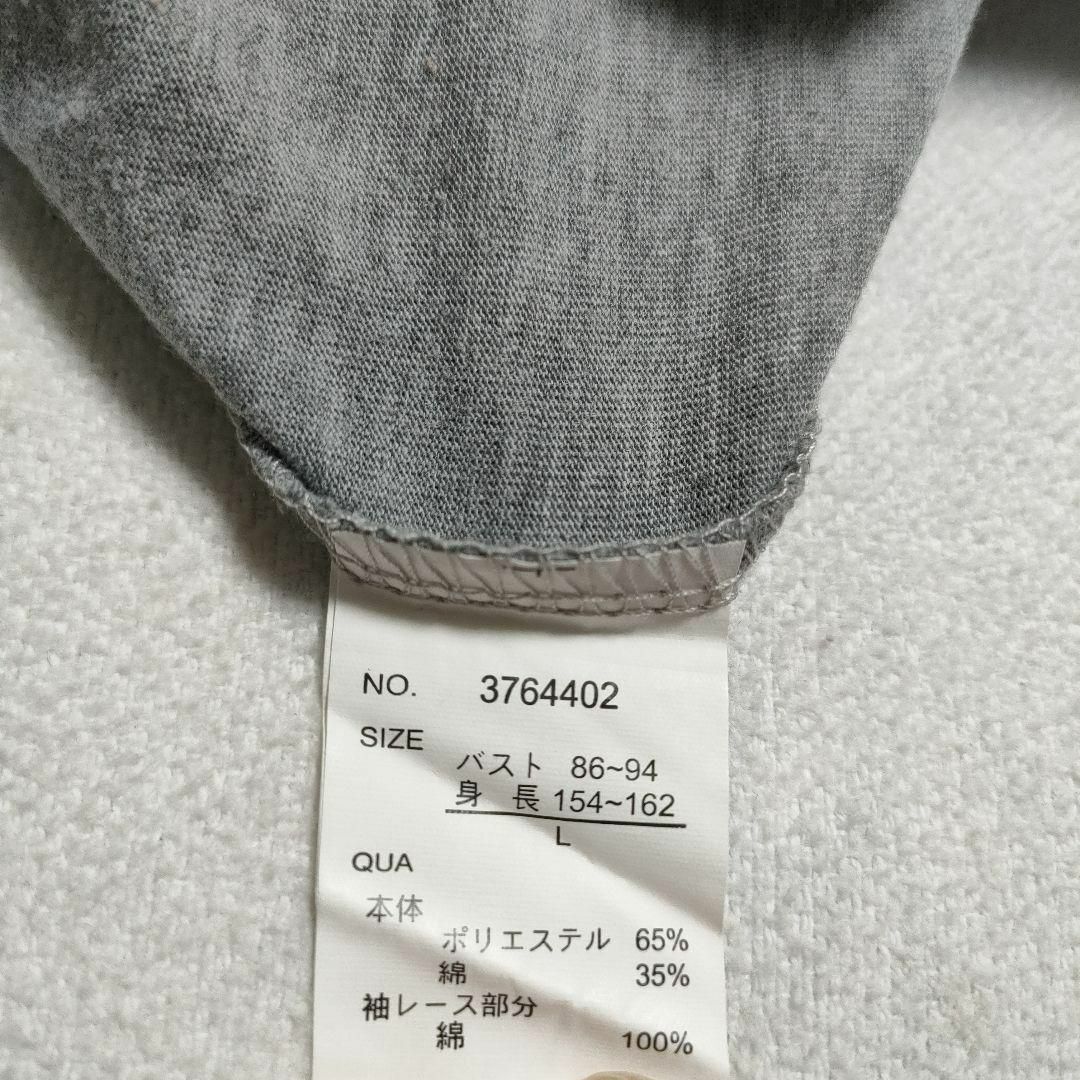 NO. 3764402
SIZE
バスト 86~94
身 長 154~162
L
QUA
本体
ポリエステル 65%
綿 35%
袖レース部分
綿 100%